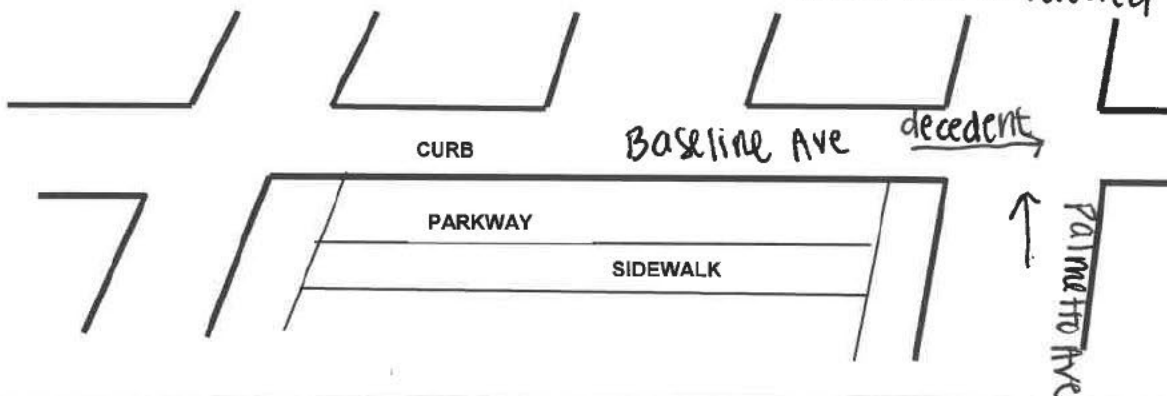 decedent
CURB
Baseline Ave
PARKWAY
SIDEWALK
Palmetto Ave